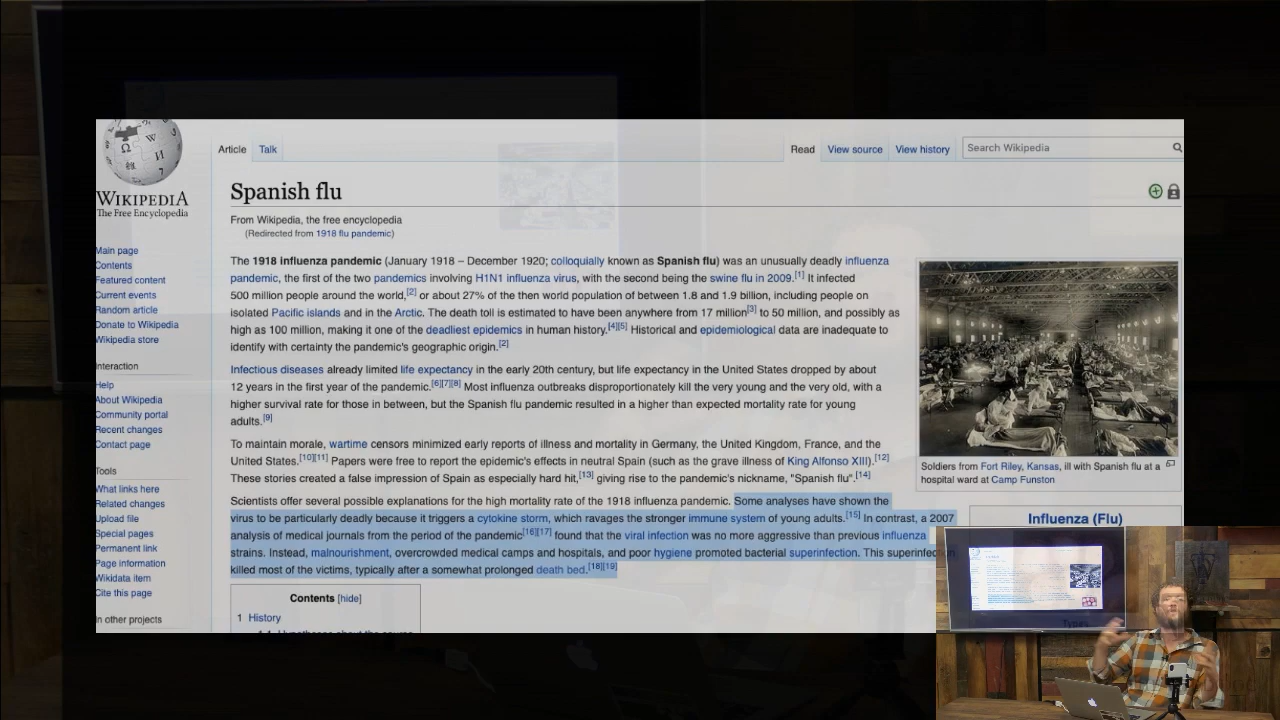 Article
Talk
Read
View source
View history
Search Wikipedia
WIKIPEDIA
The Free Encyclopedia
Main page
Contents
Featured content
Current events
Random article
Donate to Wikipedia
Wikipedia store
Interaction
Help
About Wikipedia
Community portal
Recent changes
Contact page
Tools
What links here
Related changes
Upload file
Special pages
Permanent link
Page information
Wikidata item
Cite this page
In other projects
Spanish flu
From Wikipedia, the free encyclopedia
(Redirected from 1918 flu pandemic)
The 1918 influenza pandemic (January 1918 – December 1920; colloquially known as Spanish flu) was an unusually deadly influenza
pandemic, the first of the two pandemics involving H1N1 influenza virus, with the second being the swine flu in 2009.[1] It infected
500 million people around the world,[2] or about 27% of the then world population of between 1.8 and 1.9 billion, including people on
isolated Pacific islands and in the Arctic. The death toll is estimated to have been anywhere from 17 million[3] to 50 million, and possibly as
high as 100 million, making it one of the deadliest epidemics in human history.[4][5] Historical and epidemiological data are inadequate to
identify with certainty the pandemic's geographic origin.[2]
Infectious diseases already limited life expectancy in the early 20th century, but life expectancy in the United States dropped by about
12 years in the first year of the pandemic.[6][7][8] Most influenza outbreaks disproportionately kill the very young and the very old, with a
higher survival rate for those in between, but the Spanish flu pandemic resulted in a higher than expected mortality rate for young
adults.[9]
To maintain morale, wartime censors minimized early reports of illness and mortality in Germany, the United Kingdom, France, and the
United States.[10][11] Papers were free to report the epidemic's effects in neutral Spain (such as the grave illness of King Alfonso XIII).[12]
These stories created a false impression of Spain as especially hard hit,[13] giving rise to the pandemic's nickname, "Spanish flu".[14]
Scientists offer several possible explanations for the high mortality rate of the 1918 influenza pandemic. Some analyses have shown the
virus to be particularly deadly because it triggers a cytokine storm, which ravages the stronger immune system of young adults.[15] In contrast, a 2007
analysis of medical journals from the period of the pandemic[16][17] found that the viral infection was no more aggressive than previous influenza
strains. Instead, malnourishment, overcrowded medical camps and hospitals, and poor hygiene promoted bacterial superinfection. This superinfection
killed most of the victims, typically after a somewhat prolonged death bed.[18][19]
Contents [hide]
1 History
Soldiers from Fort Riley, Kansas, ill with Spanish flu at a
hospital ward at Camp Funston
Influenza (Flu)
Types